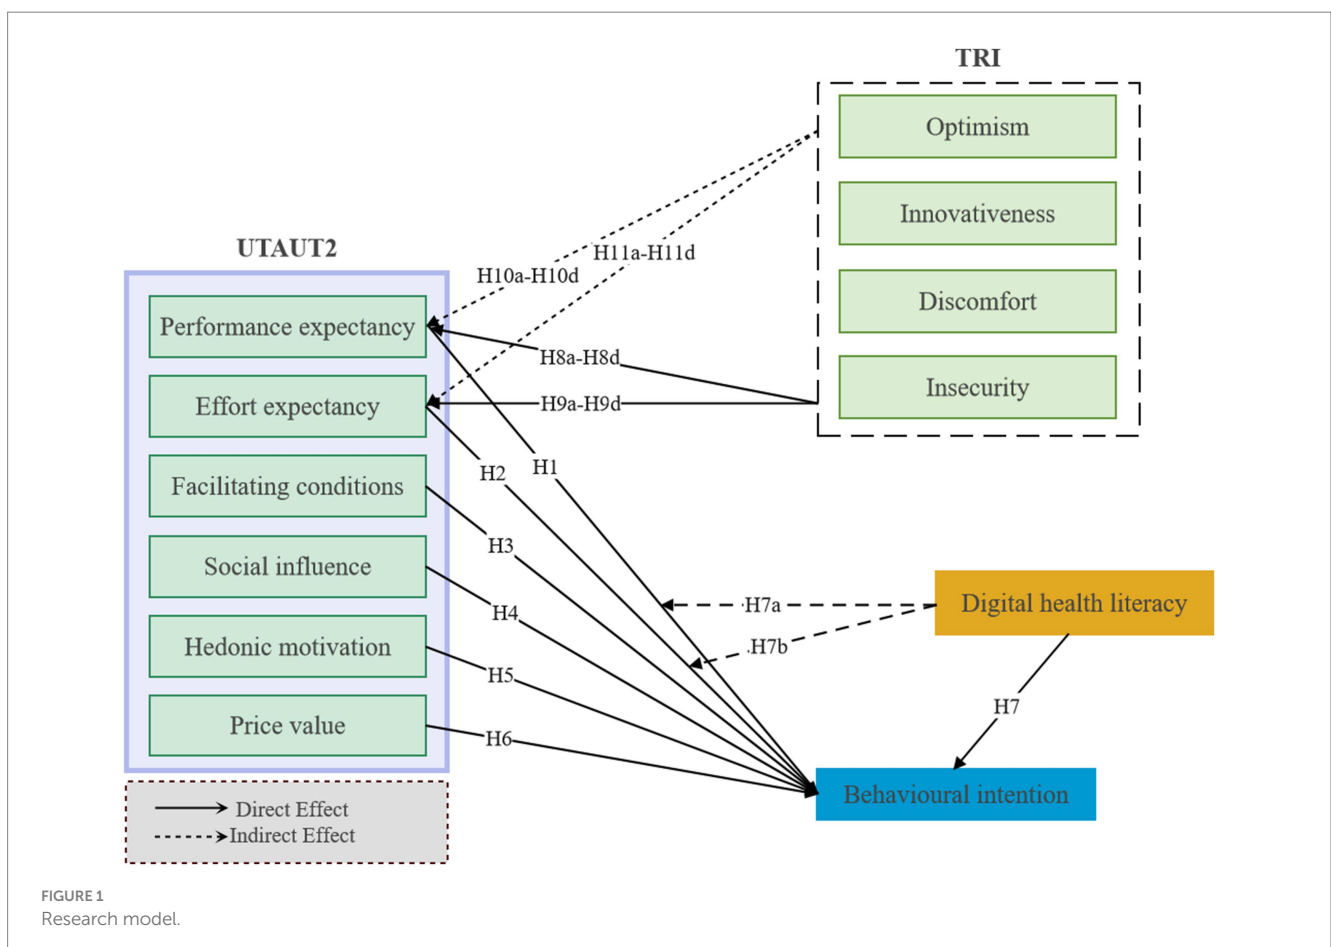 TRI
Optimism
Innovativeness
Discomfort
Insecurity
UTAUT2
Performance expectancy
Effort expectancy
Facilitating conditions
Social influence
Hedonic motivation
Price value
H10a-H10d
H11a-H11d
H8a-H8d
H9a-H9d
H1
H2
H3
H4
H5
H6
H7a
H7b
Digital health literacy
H7
Behavioural intention
Direct Effect
Indirect Effect
FIGURE 1
Research model.